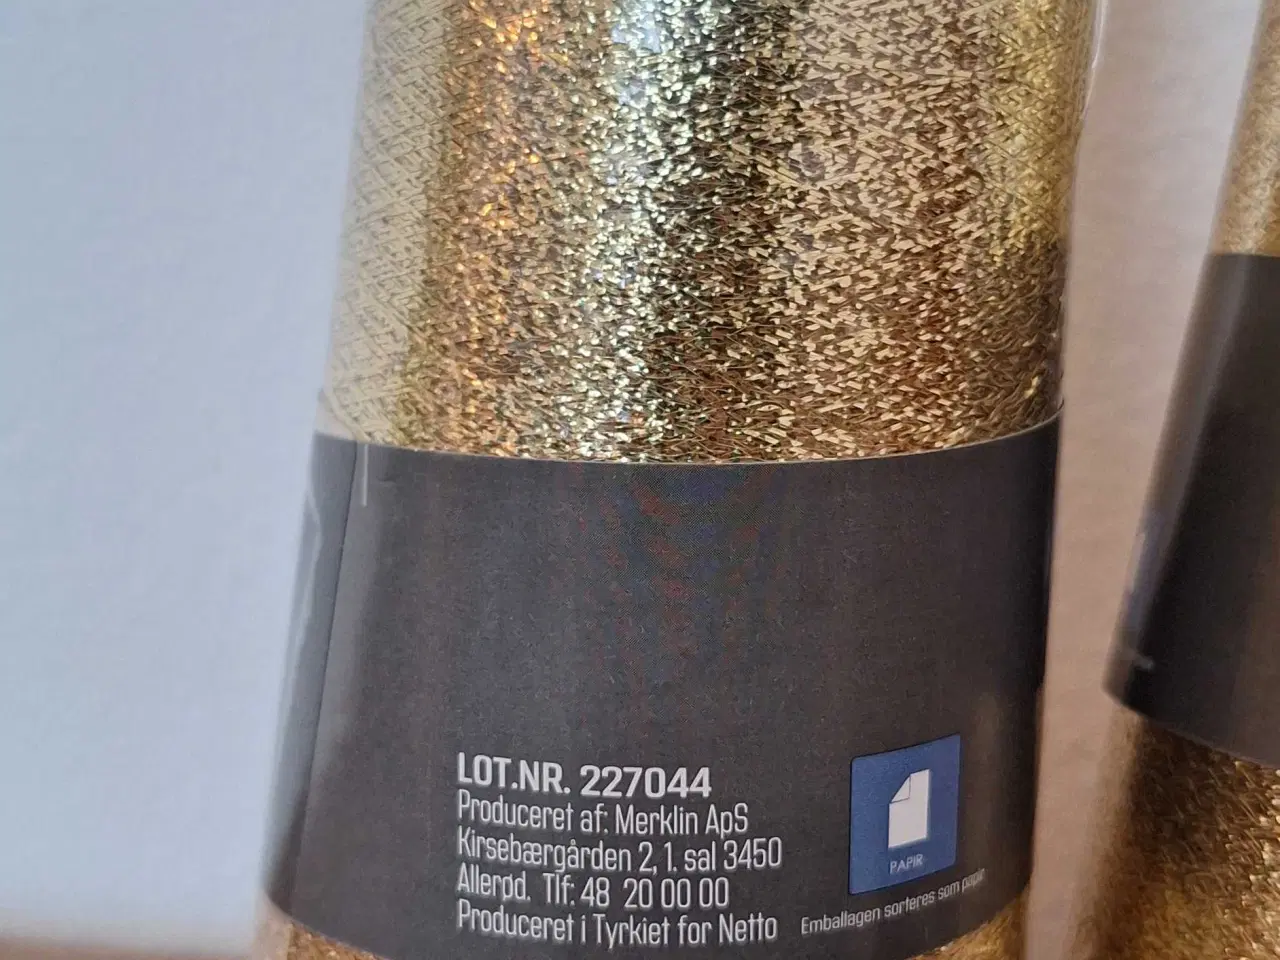 LOT.NR. 227044
Produceret af: Merklin ApS
Kirsebærgården 2, 1. sal 3450
Allerød. Tlf: 48 20 00 00
Produceret i Tyrkiet for Netto
PAPIR
Emballagen sorteres som papir